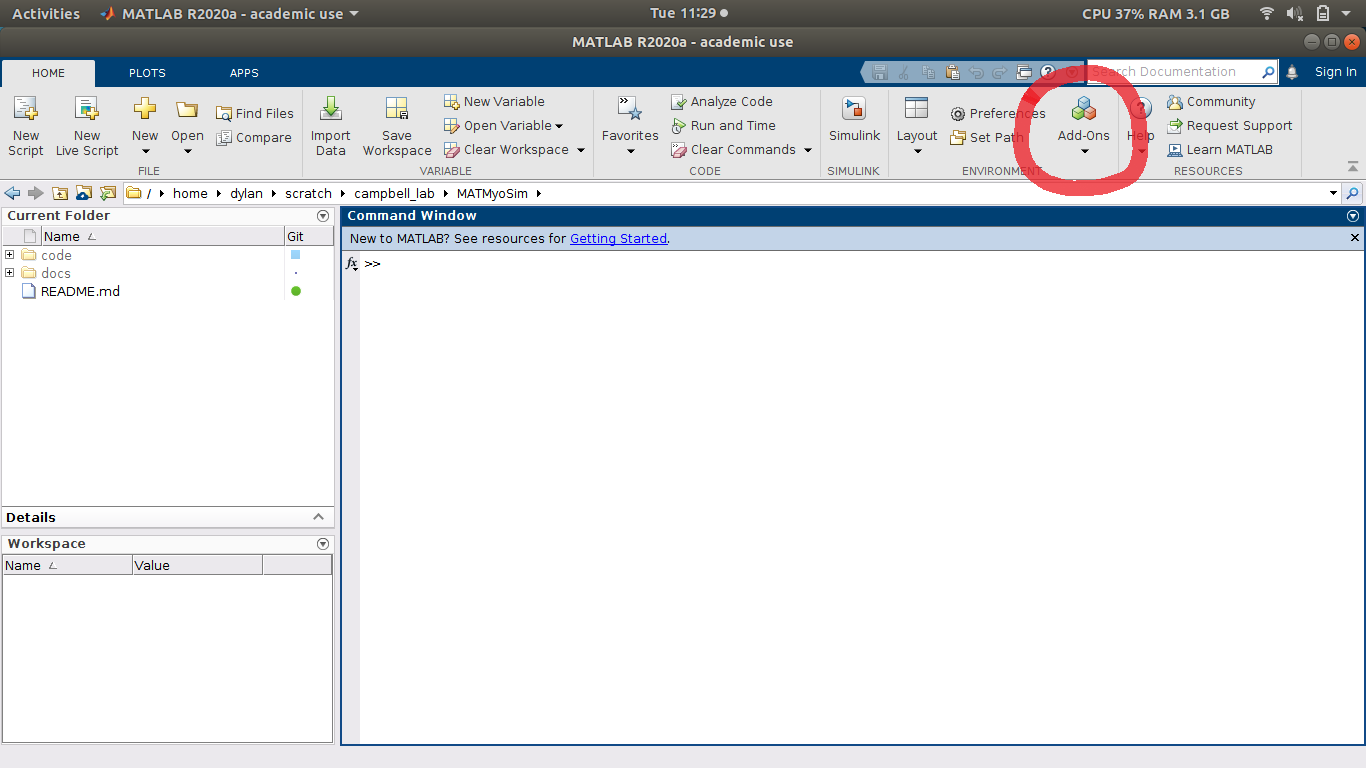 Activities MATLAB R2020a - academic use Tue 11:29 CPU 37% RAM 3.1 GB
MATLAB R2020a - academic use
HOME PLOTS APPS Search Documentation Sign In
New Script
New Live Script
New
Open
Find Files
Compare
FILE
Import Data
Save Workspace
New Variable
Open Variable
Clear Workspace
VARIABLE
Favorites
Analyze Code
Run and Time
Clear Commands
CODE
Simulink
SIMULINK
Layout
Preferences
Set Path
Add-Ons
ENVIRONMENT
Help
Community
Request Support
Learn MATLAB
RESOURCES
/ home dylan scratch campbell_lab MATMyoSim
Current Folder
Name Git
code
docs
README.md
Details
Workspace
Name Value
Command Window
New to MATLAB? See resources for Getting Started.
fx >>